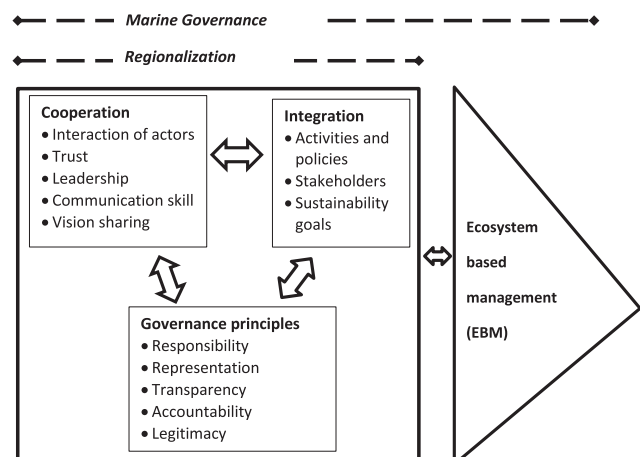 Marine Governance
Regionalization
Cooperation
• Interaction of actors
• Trust
• Leadership
• Communication skill
• Vision sharing
Integration
• Activities and
policies
• Stakeholders
• Sustainability
goals
Governance principles
• Responsibility
• Representation
• Transparency
• Accountability
• Legitimacy
Ecosystem
based
management
(EBM)